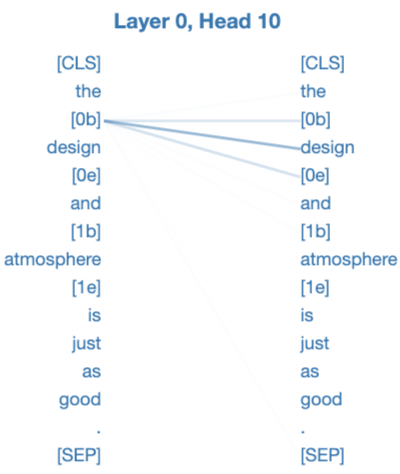 Layer 0, Head 10
[CLS] [CLS]
the the
[0b] [0b]
design design
[0e] [0e]
and and
[1b] [1b]
atmosphere atmosphere
[1e] [1e]
is is
just just
as as
good good
. .
[SEP] [SEP]